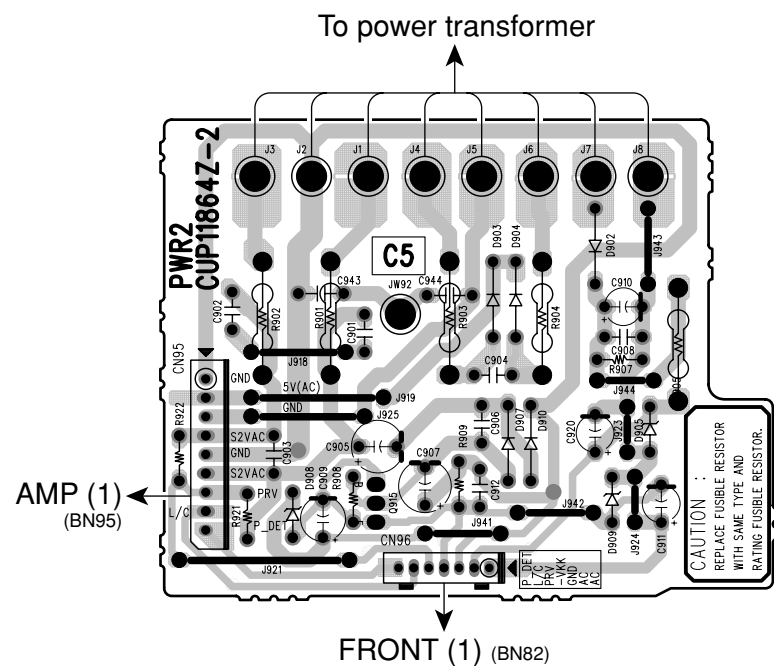 To power transformer
J3
J2
J1
J4
J5
J6
J7
J8
PWR2
CUP11864Z-2
C5
JW92
D903
D904
D902
J943
C902
R902
R901
C943
C901
C944
R903
R904
C910
C908
R907
J944
C904
J918
CN95
GND
5V(AC)
J919
GND
J925
R922
S2VAC
GND
S2VAC
C903
C905
C907
R909
C906
D907
D910
C920
J923
D905
L/C
R921
PRV
P_DET
D908
C909
R908
Q915
C912
J942
J941
D909
J924
C911
J921
CN96
P_DET
L/C
PRV
-VKK
GND
AC
AC
CAUTION :
REPLACE FUSIBLE RESISTOR
WITH SAME TYPE AND
RATING FUSIBLE RESISTOR.
AMP (1)
(BN95)
FRONT (1) (BN82)